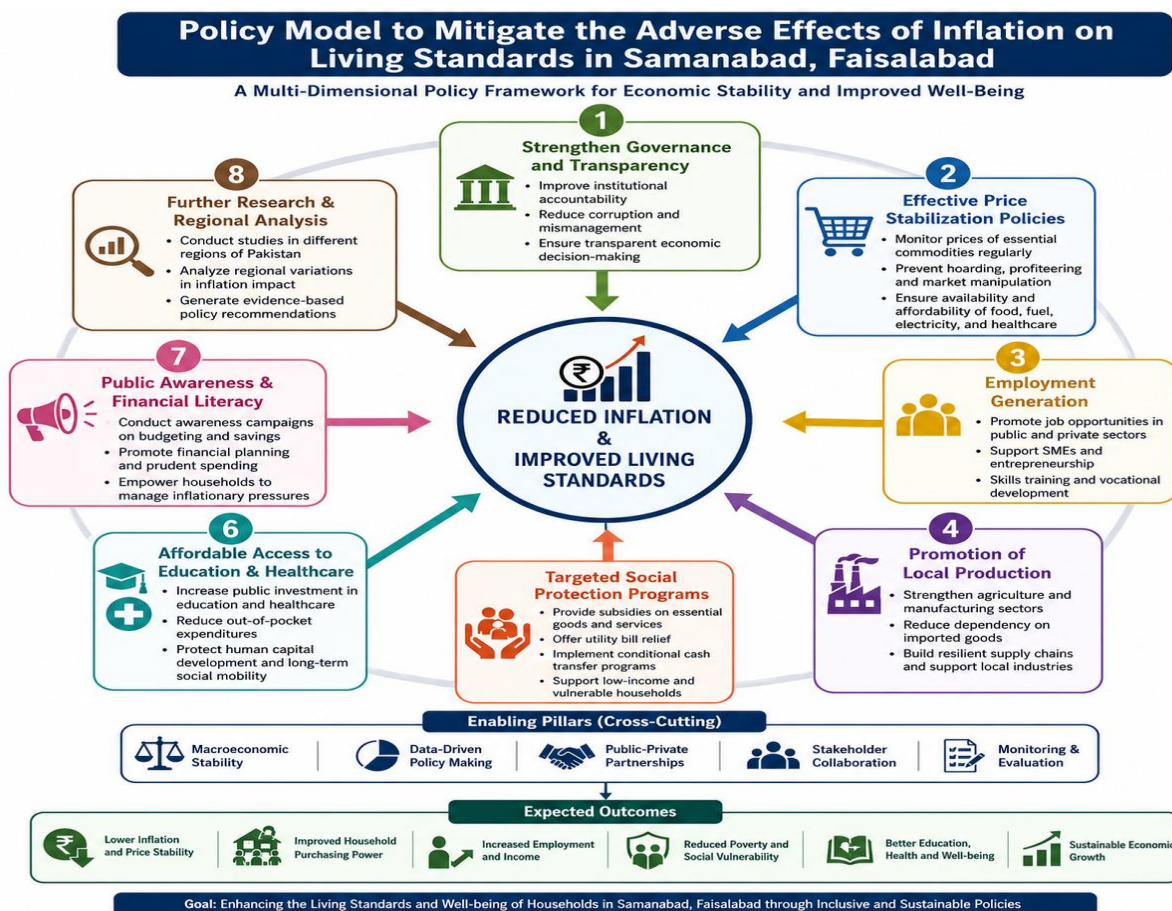 Policy Model to Mitigate the Adverse Effects of Inflation on
Living Standards in Samanabad, Faisalabad
A Multi-Dimensional Policy Framework for Economic Stability and Improved Well-Being
1
Strengthen Governance
and Transparency
• Improve institutional
accountability
• Reduce corruption and
mismanagement
• Ensure transparent economic
decision-making
2
Effective Price
Stabilization Policies
• Monitor prices of essential
commodities regularly
• Prevent hoarding, profiteering
and market manipulation
• Ensure availability and
affordability of food, fuel,
electricity, and healthcare
3
Employment
Generation
• Promote job opportunities in
public and private sectors
• Support SMEs and
entrepreneurship
• Skills training and vocational
development
4
Promotion of
Local Production
• Strengthen agriculture and
manufacturing sectors
• Reduce dependency on
imported goods
• Build resilient supply chains
and support local industries
Targeted Social
Protection Programs
• Provide subsidies on essential
goods and services
• Offer utility bill relief
• Implement conditional cash
transfer programs
• Support low-income and
vulnerable households
6
Affordable Access to
Education & Healthcare
• Increase public investment in
education and healthcare
• Reduce out-of-pocket
expenditures
• Protect human capital
development and long-term
social mobility
7
Public Awareness &
Financial Literacy
Conduct awareness campaigns
on budgeting and savings
• Promote financial planning
and prudent spending
• Empower households to
manage inflationary pressures
8
Further Research &
Regional Analysis
• Conduct studies in different
regions of Pakistan
• Analyze regional variations
in inflation impact
• Generate evidence-based
policy recommendations
₹
REDUCED INFLATION
&
IMPROVED LIVING
STANDARDS
Enabling Pillars (Cross-Cutting)
Macroeconomic
Stability
Data-Driven
Policy Making
Public-Private
Partnerships
Stakeholder
Collaboration
Monitoring &
Evaluation
Expected Outcomes
₹
Lower Inflation
and Price Stability
Improved Household
Purchasing Power
Increased Employment
and Income
Reduced Poverty and
Social Vulnerability
Better Education,
Health and Well-being
Sustainable Economic
Growth
Goal: Enhancing the Living Standards and Well-being of Households in Samanabad, Faisalabad through Inclusive and Sustainable Policies